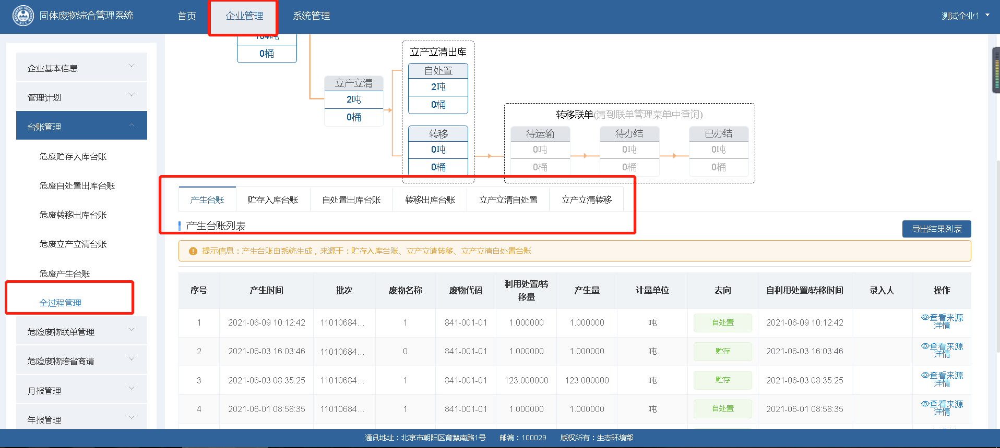 固体废物综合管理系统
首页
企业管理
系统管理
测试企业1
企业基本信息
管理计划
台账管理
危废贮存入库台账
危废自处置出库台账
危废转移出库台账
危废立产立清台账
危废产生台账
全过程管理
危险废物联单管理
危险废物跨省商请
月报管理
年报管理
0桶
立产立清
2吨
0桶
立产立清出库
自处置
2吨
0桶
转移
0吨
0桶
转移联单(请到联单管理菜单中查询)
待运输
0吨
0桶
待办结
0吨
0桶
已办结
0吨
0桶
产生台账 贮存入库台账 自处置出库台账 转移出库台账 立产立清自处置 立产立清转移
产生台账列表
导出结果列表
提示信息：产生台账由系统生成，来源于：贮存入库台账、立产立请转移、立产立清自处置台账
序号 产生时间 批次 废物名称 废物代码 利用处置/转移量 产生量 计量单位 去向 自利用处置/转移时间 录入人 操作
1 2021-06-09 10:12:42 11010684... 1 841-001-01 1.000000 1.000000 吨 自处置 2021-06-09 10:12:42 查看来源 详情
2 2021-06-03 16:03:46 11010684... 0 841-001-01 1.000000 1.000000 吨 贮存 2021-06-03 16:03:46 查看来源 详情
3 2021-06-03 08:35:25 11010684... 1 841-001-01 123.000000 123.000000 吨 贮存 2021-06-03 08:35:25 查看来源 详情
4 2021-06-01 08:58:35 11010684... 1 841-001-01 1.000000 1.000000 吨 自处置 2021-06-01 08:58:35 查看来源 详情
通讯地址：北京市朝阳区育慧南路1号 邮编：100029 版权所有：生态环境部